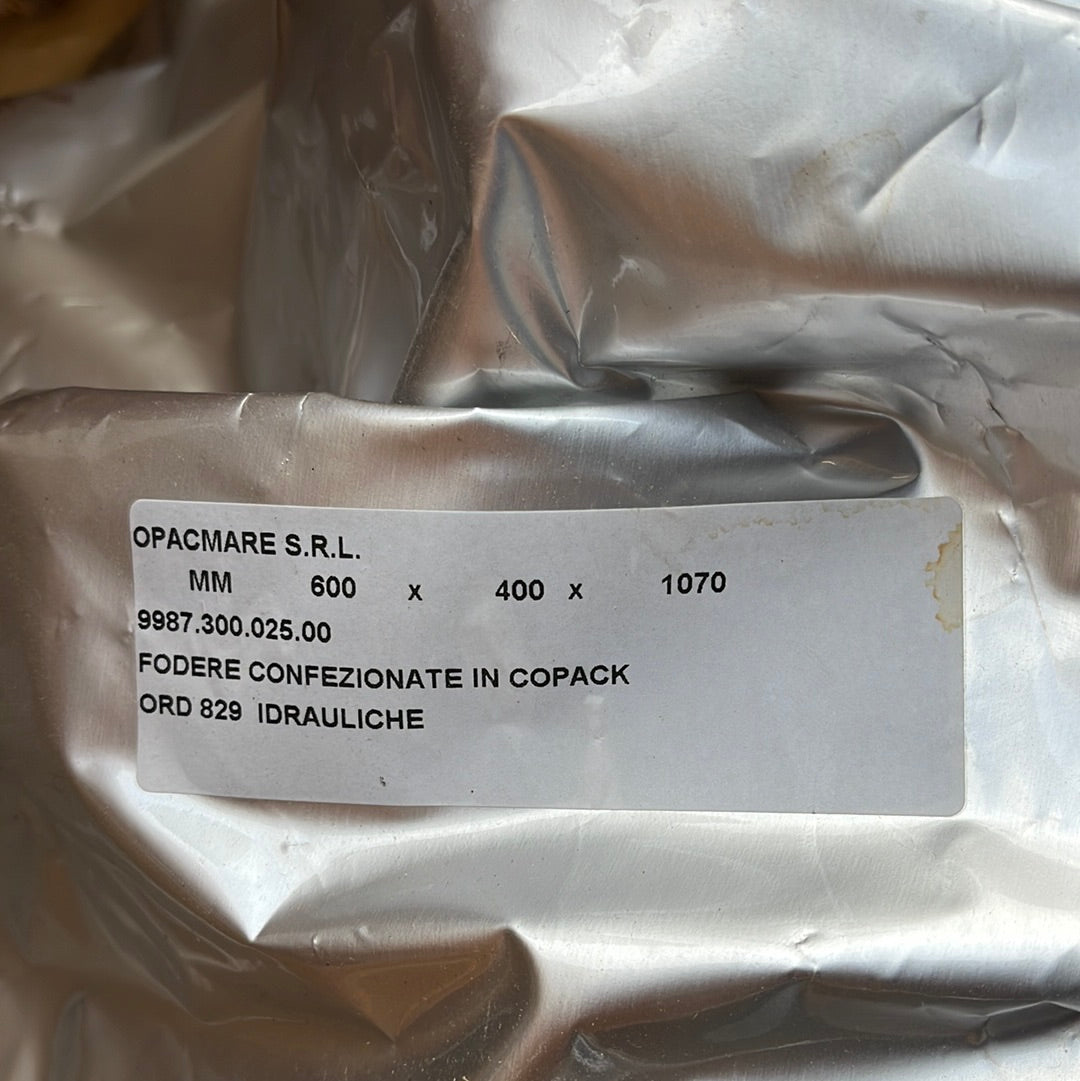 OPACMARE S.R.L.
MM 600 x 400 x 1070
9987.300.025.00
FODERE CONFEZIONATE IN COPACK
ORD 829 IDRAULICHE